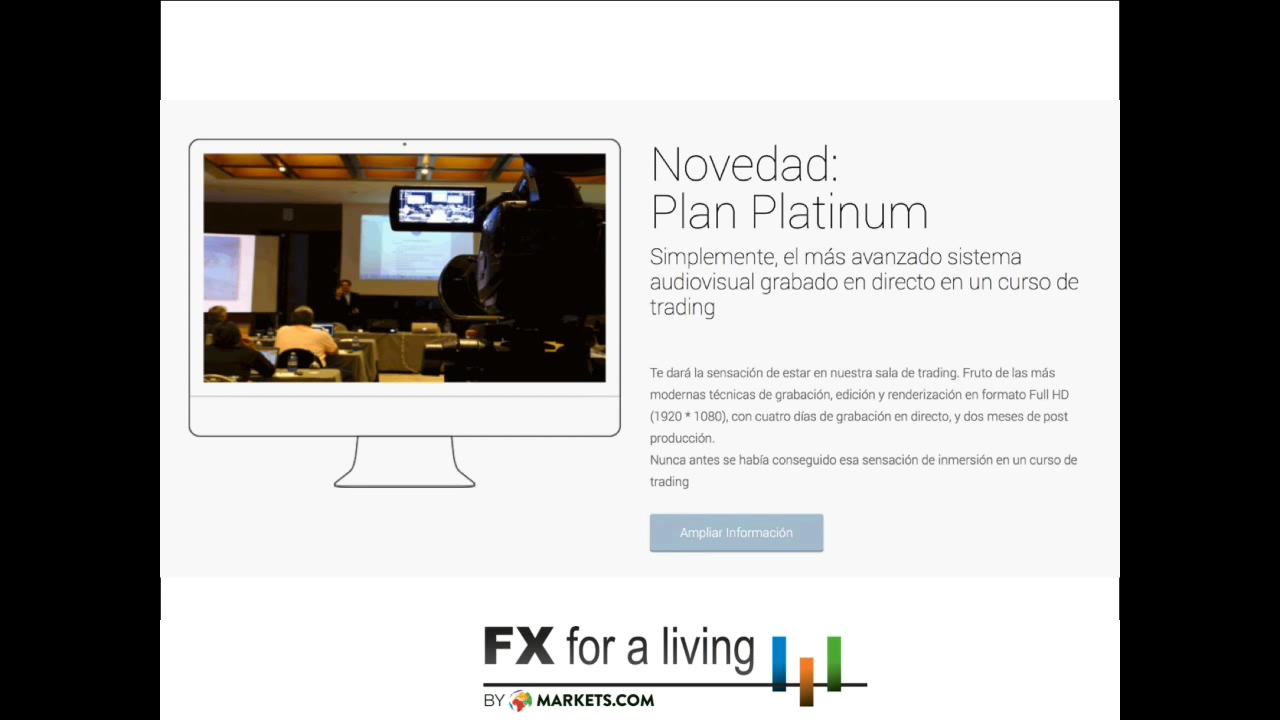 Novedad:
Plan Platinum
Simplemente, el más avanzado sistema
audiovisual grabado en directo en un curso de
trading
Te dará la sensación de estar en nuestra sala de trading. Fruto de las más
modernas técnicas de grabación, edición y renderización en formato Full HD
(1920 * 1080), con cuatro días de grabación en directo, y dos meses de post
producción.
Nunca antes se había conseguido esa sensación de inmersión en un curso de
trading
Ampliar Información
FX for a living
BY MARKETS.COM